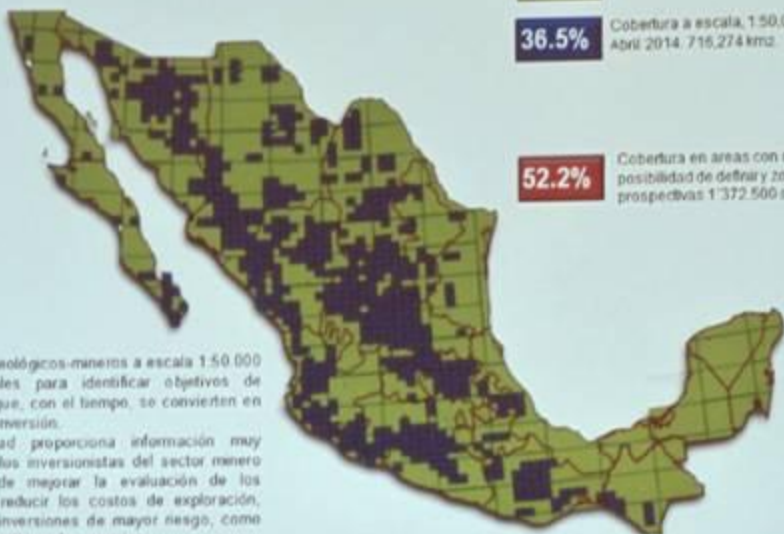 36.5%
Cobertura a escala, 1:50,0
Abril 2014. 716,274 km2.
52.2%
Cobertura en areas con
posibilidad de definir y
prospectivas 1'372,500
eológicos-mineros a escala 1:50.000
les para identificar objetivos de
ue, con el tiempo, se convierten en
nversión.
ad proporciona información muy
los inversionistas del sector minero
de mejorar la evaluación de los
reducir los costos de exploración,
inversiones de mayor riesgo, como